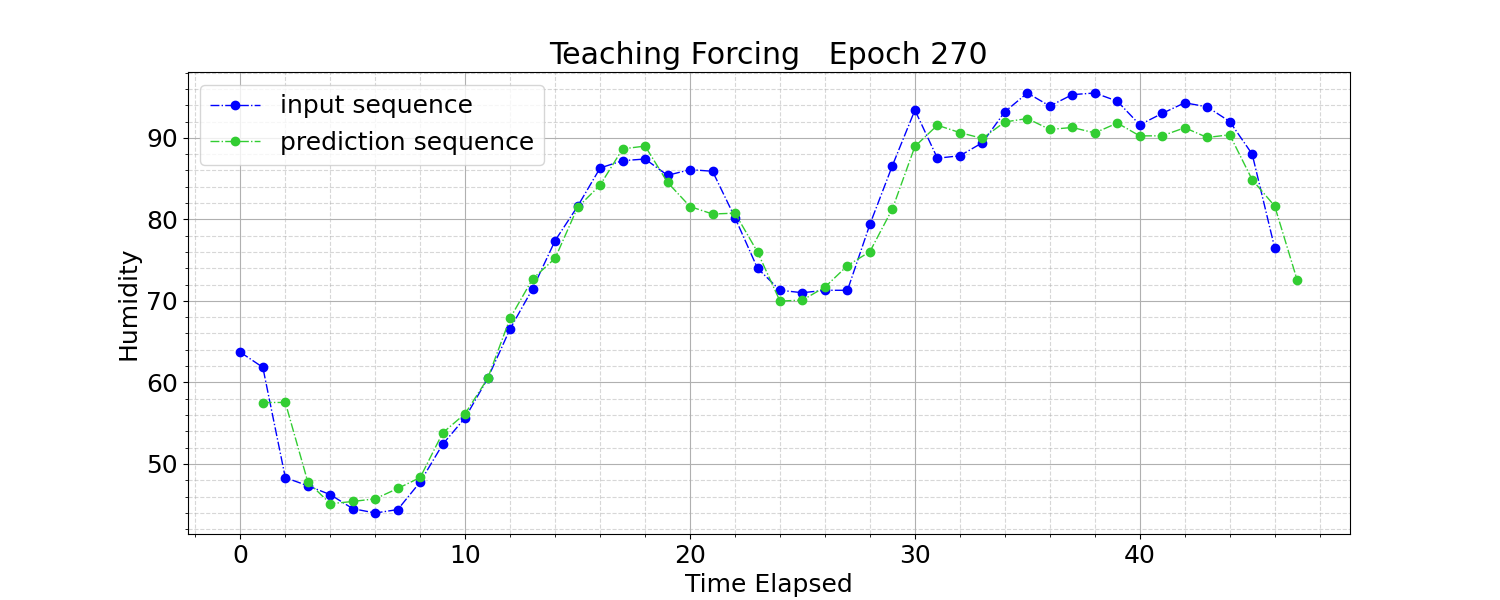 Teaching Forcing   Epoch 270
input sequence
prediction sequence
90
80
70
60
50
Humidity
0 10 20 30 40
Time Elapsed